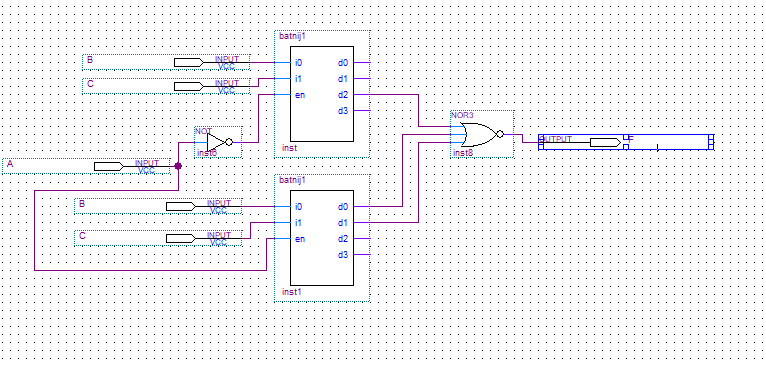 batnij1
B
INPUT
VCC
i0
d0
C
INPUT
VCC
i1
d1
en
d2
d3
NOR3
NOT
inst6
inst
OUTPUT
F
inst8
A
INPUT
VCC
batnij1
B
INPUT
VCC
i0
d0
C
INPUT
VCC
i1
d1
en
d2
d3
inst1